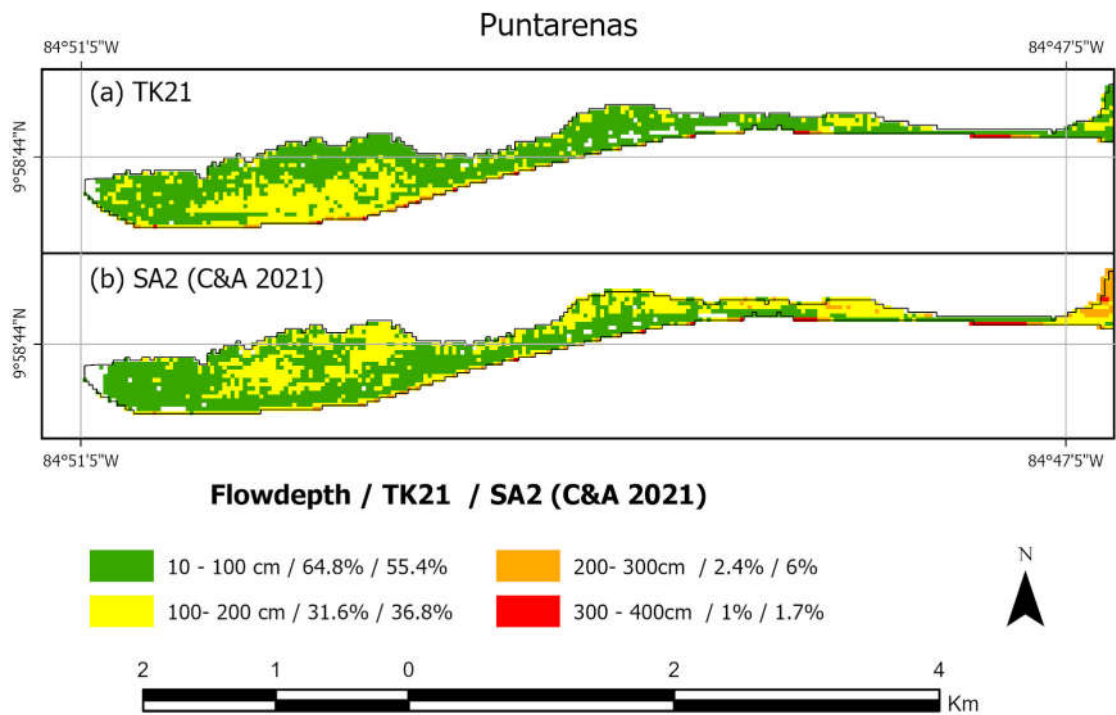 Puntarenas
84°51'5"W 84°47'5"W
(a) TK21
9°58'44"N
(b) SA2 (C&A 2021)
9°58'44"N
84°51'5"W 84°47'5"W
Flowdepth / TK21 / SA2 (C&A 2021)
10 - 100 cm / 64.8% / 55.4%
200- 300cm / 2.4% / 6%
100- 200 cm / 31.6% / 36.8%
300 - 400cm / 1% / 1.7%
N
2 1 0 2 4
Km